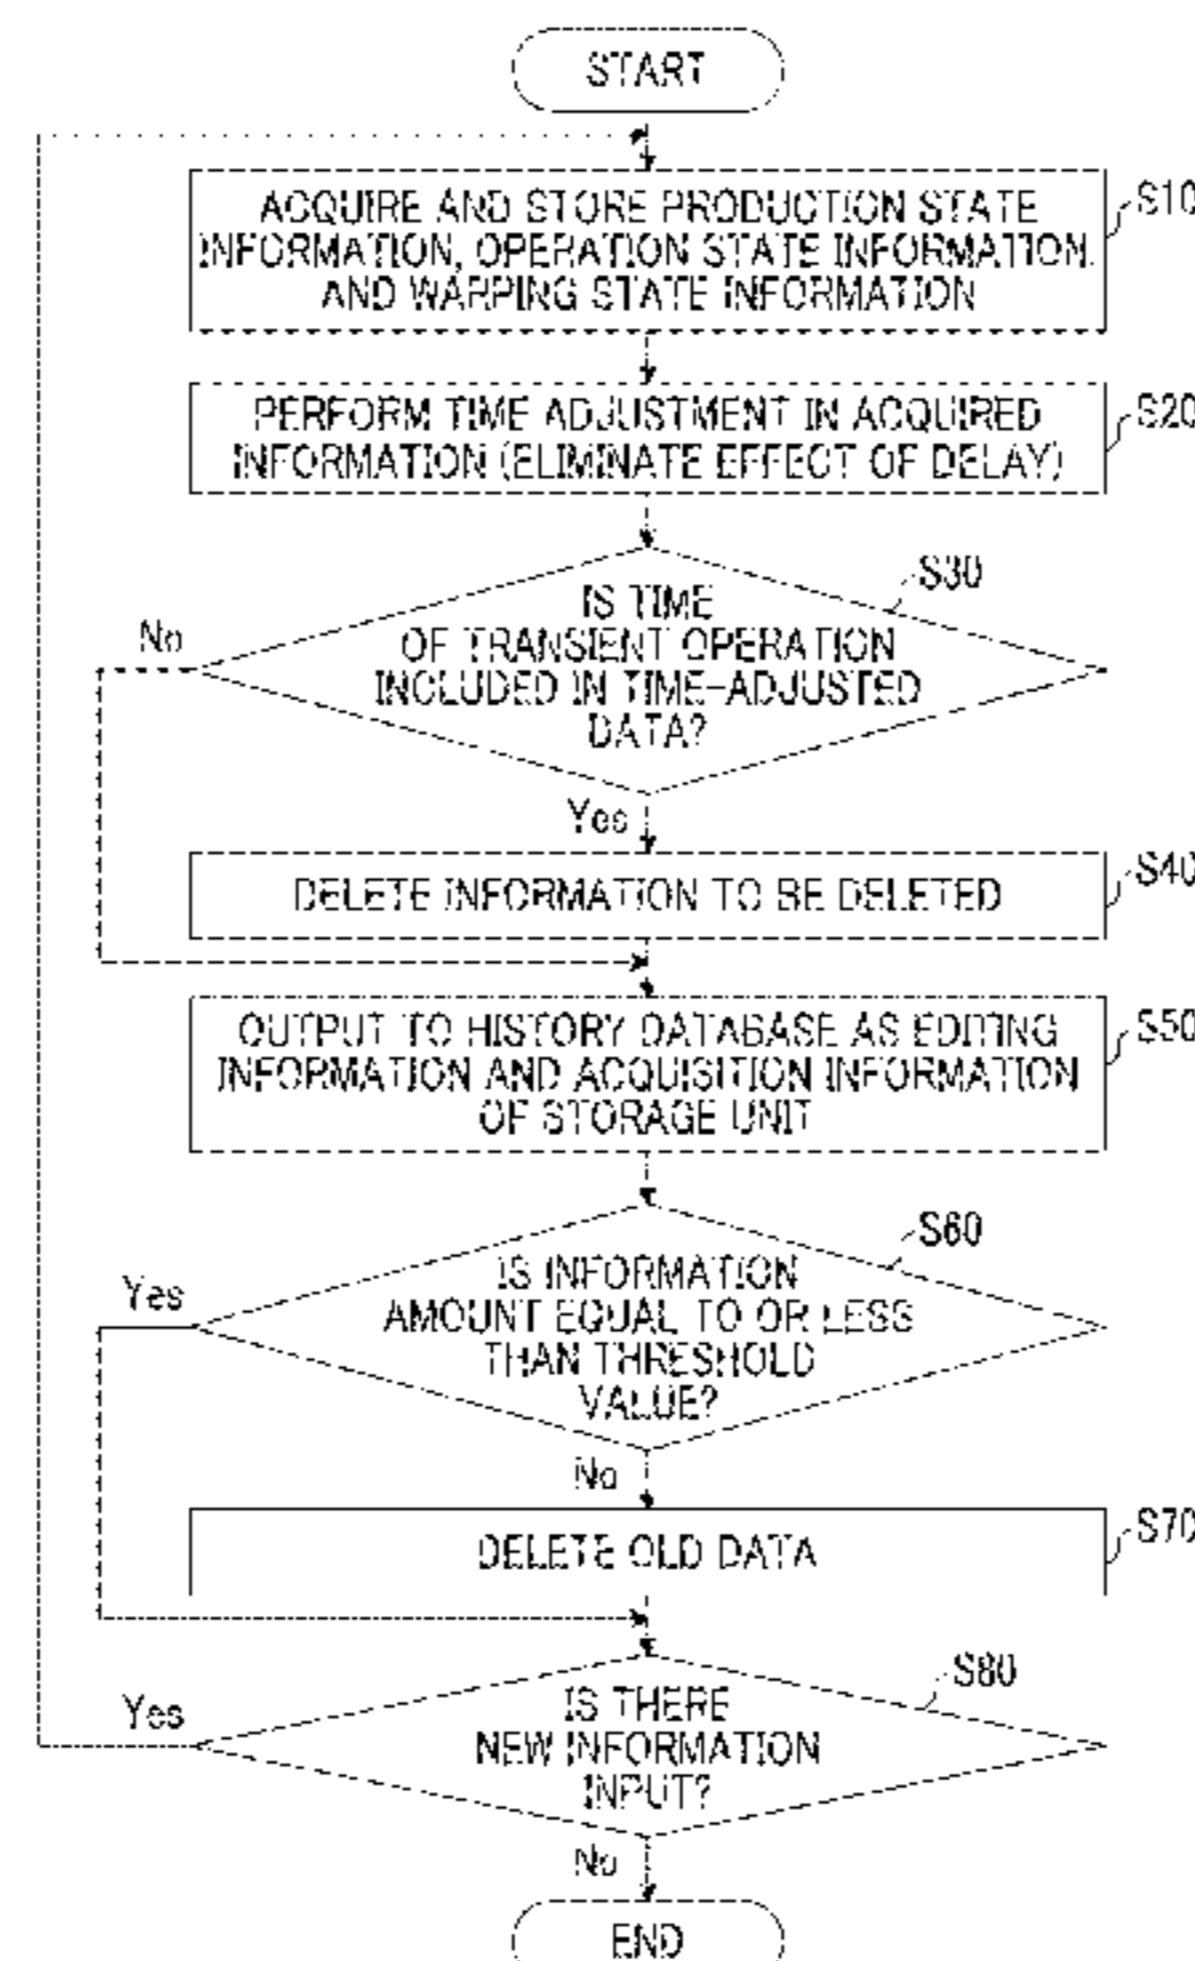 START
ACQUIRE AND STORE PRODUCTION STATE
INFORMATION, OPERATION STATE INFORMATION,
AND WARPING STATE INFORMATION
S10
PERFORM TIME ADJUSTMENT IN ACQUIRED
INFORMATION (ELIMINATE EFFECT OF DELAY)
S20
S30
IS TIME
OF TRANSIENT OPERATION
INCLUDED IN TIME-ADJUSTED
DATA?
No
Yes
DELETE INFORMATION TO BE DELETED
S40
OUTPUT TO HISTORY DATABASE AS EDITING
INFORMATION AND ACQUISITION INFORMATION
OF STORAGE UNIT
S50
S60
IS INFORMATION
AMOUNT EQUAL TO OR LESS
THAN THRESHOLD
VALUE?
Yes
No
DELETE OLD DATA
S70
S80
IS THERE
NEW INFORMATION
INPUT?
Yes
No
END